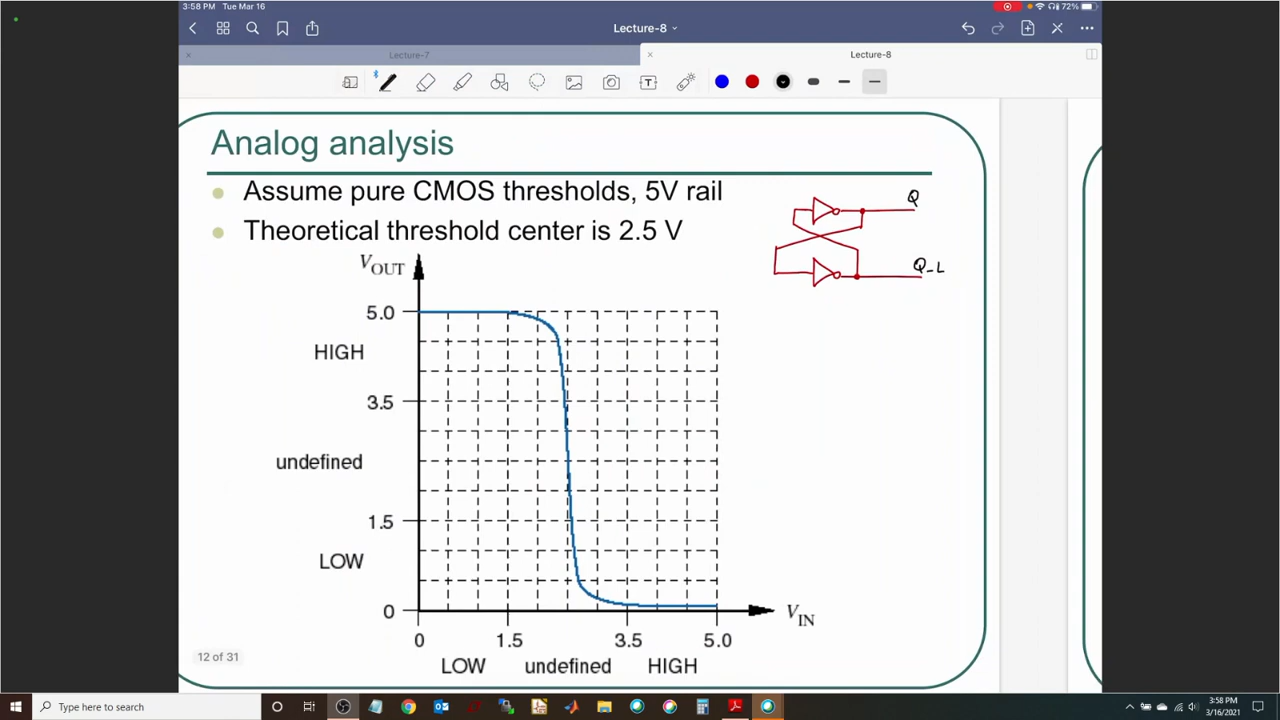 3:58 PM Tue Mar 16
72%
Lecture-8
Lecture-7
Lecture-8
T
Analog analysis
Assume pure CMOS thresholds, 5V rail
Theoretical threshold center is 2.5 V
Q
Q_L
VOUT
5.0
HIGH
3.5
undefined
1.5
LOW
0
VIN
0 1.5 3.5 5.0
LOW undefined HIGH
12 of 31
Type here to search
3:58 PM
3/16/2021